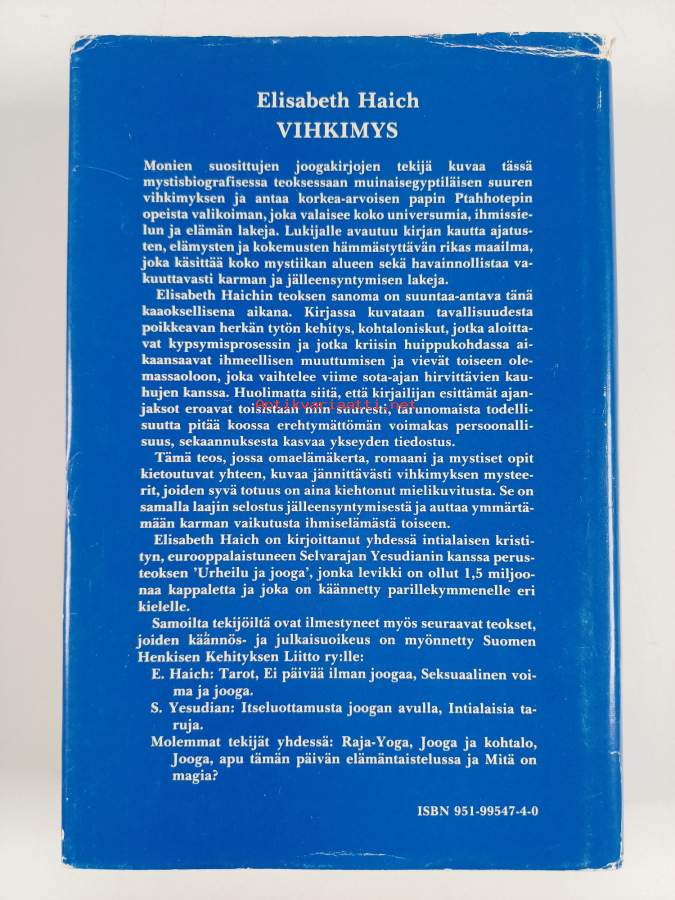 Elisabeth Haich
VIHKIMYS
Monien suosittujen joogakirjojen tekijä kuvaa tässä
mystisbiografisessa teoksessaan muinaisegyptiläisen suuren
vihkimyksen ja antaa korkea-arvoisen papin Ptahhotepin
opeista valikoiman, joka valaisee koko universumia, ihmissie-
lun ja elämän lakeja. Lukijalle avautuu kirjan kautta ajatus-
ten, elämysten ja kokemusten hämmästyttävän rikas maailma,
joka käsittää koko mystiikan alueen sekä havainnollistaa va-
kuuttavasti karman ja jälleensyntymisen lakeja.
Elisabeth Haichin teoksen sanoma on suuntaa-antava tänä
kaaoksellisena aikana. Kirjassa kuvataan tavallisuudesta
poikkeavan herkän tytön kehitys, kohtaloniskut, jotka aloitta-
vat kypsymisprosessin ja jotka kriisin huippukohdassa ai-
kaansaavat ihmeellisen muuttumisen ja vievät toiseen ole-
massaoloon, joka vaihtelee viime sota-ajan hirvittävien kau-
hujen kanssa. Huolimatta siitä, että kirjailijan esittämät ajan-
jaksot eroavat toisistaan niin suuresti, tarunomaista todelli-
Antikvariaatti.net
suutta pitää koossa erehtymättömän voimakas persoonalli-
suus, sekaannuksesta kasvaa ykseyden tiedostus.
Tämä teos, jossa omaelämäkerta, romaani ja mystiset opit
kietoutuvat yhteen, kuvaa jännittävästi vihkimyksen mystee-
rit, joiden syvä totuus on aina kiehtonut mielikuvitusta. Se on
samalla laajin selostus jälleensyntymisestä ja auttaa ymmärtä-
mään karman vaikutusta ihmiselämästä toiseen.
Elisabeth Haich on kirjoittanut yhdessä intialaisen kristi-
tyn, eurooppalaistuneen Selvarajan Yesudianin kanssa perus-
teoksen 'Urheilu ja jooga', jonka levikki on ollut 1,5 miljoo-
naa kappaletta ja joka on käännetty parillekymmenelle eri
kielelle.
Samoilta tekijöiltä ovat ilmestyneet myös seuraavat teokset,
joiden käännös- ja julkaisuoikeus on myönnetty Suomen
Henkisen Kehityksen Liitto ry:lle:
E. Haich: Tarot, Ei päivää ilman joogaa, Seksuaalinen voi-
ma ja jooga.
S. Yesudian: Itseluottamusta joogan avulla, Intialaisia ta-
ruja.
Molemmat tekijät yhdessä: Raja-Yoga, Jooga ja kohtalo,
Jooga, apu tämän päivän elämäntaistelussa ja Mitä on
magia?
ISBN 951-99547-4-0